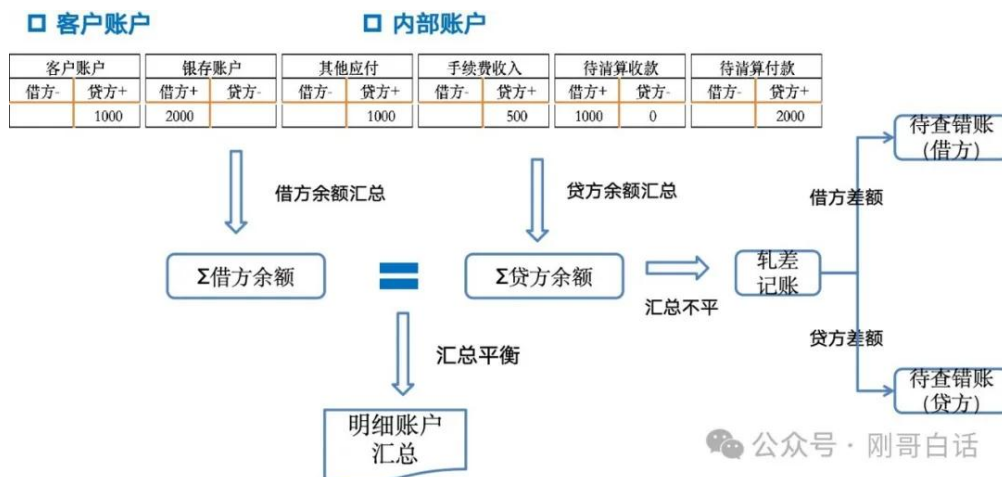 客户账户
内部账户
客户账户 银存账户 其他应付 手续费收入 待清算收款 待清算付款
借方- 贷方+ 借方+ 贷方- 借方- 贷方+ 借方- 贷方+ 借方+ 贷方- 借方- 贷方+
1000 2000 1000 500 1000 0 2000
待查错账
(借方)
借方余额汇总
贷方余额汇总
借方差额
Σ借方余额
=
Σ贷方余额
轧差
记账
汇总不平
汇总平衡
贷方差额
待查错账
(贷方)
明细账户
汇总
公众号·刚哥白话